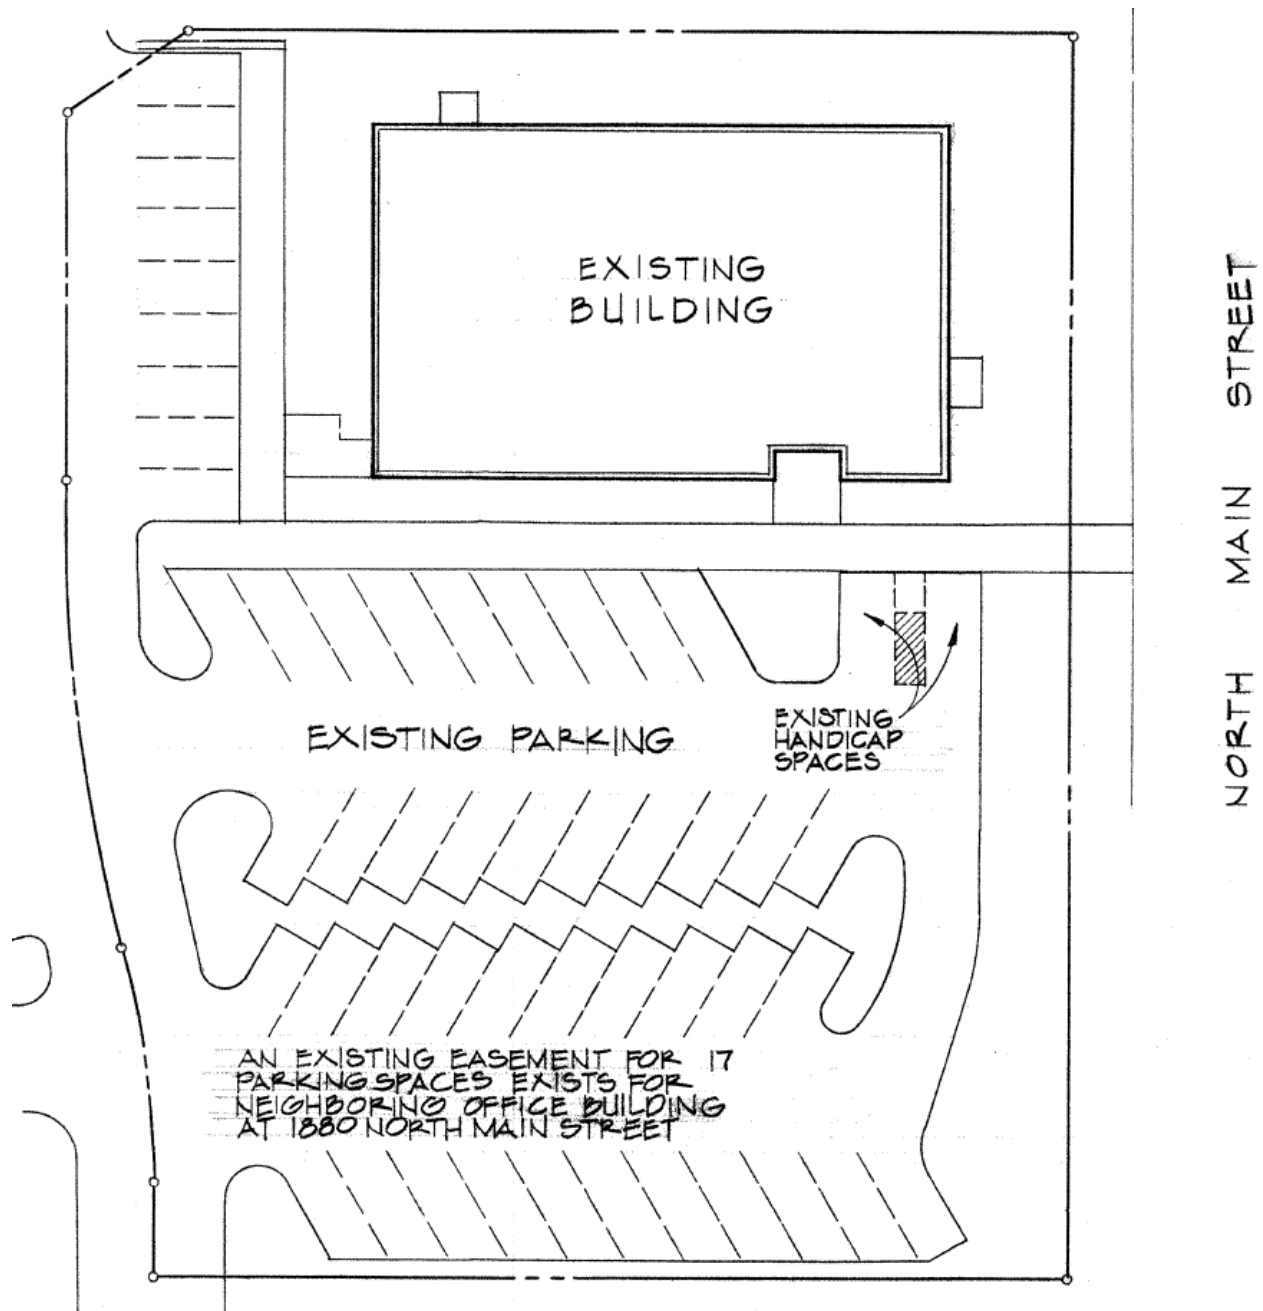 EXISTING
BUILDING
NORTH MAIN STREET
EXISTING PARKING
EXISTING
HANDICAP
SPACES
AN EXISTING EASEMENT FOR 17
PARKING SPACES EXISTS FOR
NEIGHBORING OFFICE BUILDING
AT 1880 NORTH MAIN STREET